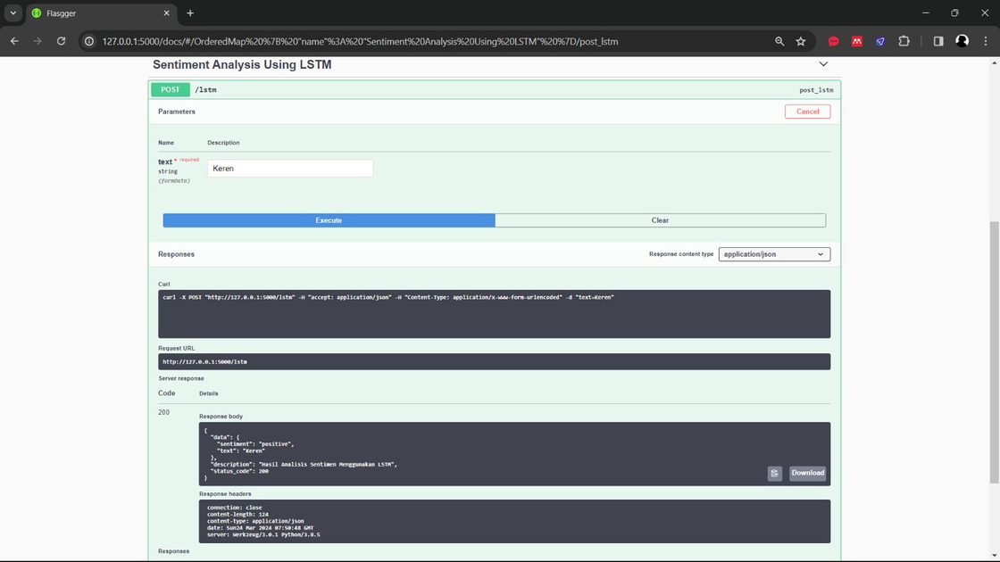 Flasgger
127.0.0.1:5000/docs/#/OrderedMap%20%7B%20"name"%3A%20"Sentiment%20Analysis%20Using%20LSTM"%20%7D/post_lstm
Sentiment Analysis Using LSTM
POST /lstm post_lstm
Parameters Cancel
Name Description
text * required
string
(formData)
Keren
Execute Clear
Responses Response content type application/json
Curl
curl -X POST "http://127.0.0.1:5000/lstm" -H "accept: application/json" -H "Content-Type: application/x-www-form-urlencoded" -d "text=Keren"
Request URL
http://127.0.0.1:5000/lstm
Server response
Code Details
200
Response body
{
"data": {
"sentiment": "positive",
"text": "Keren"
},
"description": "Hasil Analisis Sentimen Menggunakan LSTM",
"status_code": 200
}
Download
Response headers
connection: close
content-length: 124
content-type: application/json
date: Sun24 Mar 2024 07:50:48 GMT
server: Werkzeug/3.0.1 Python/3.8.5
Responses